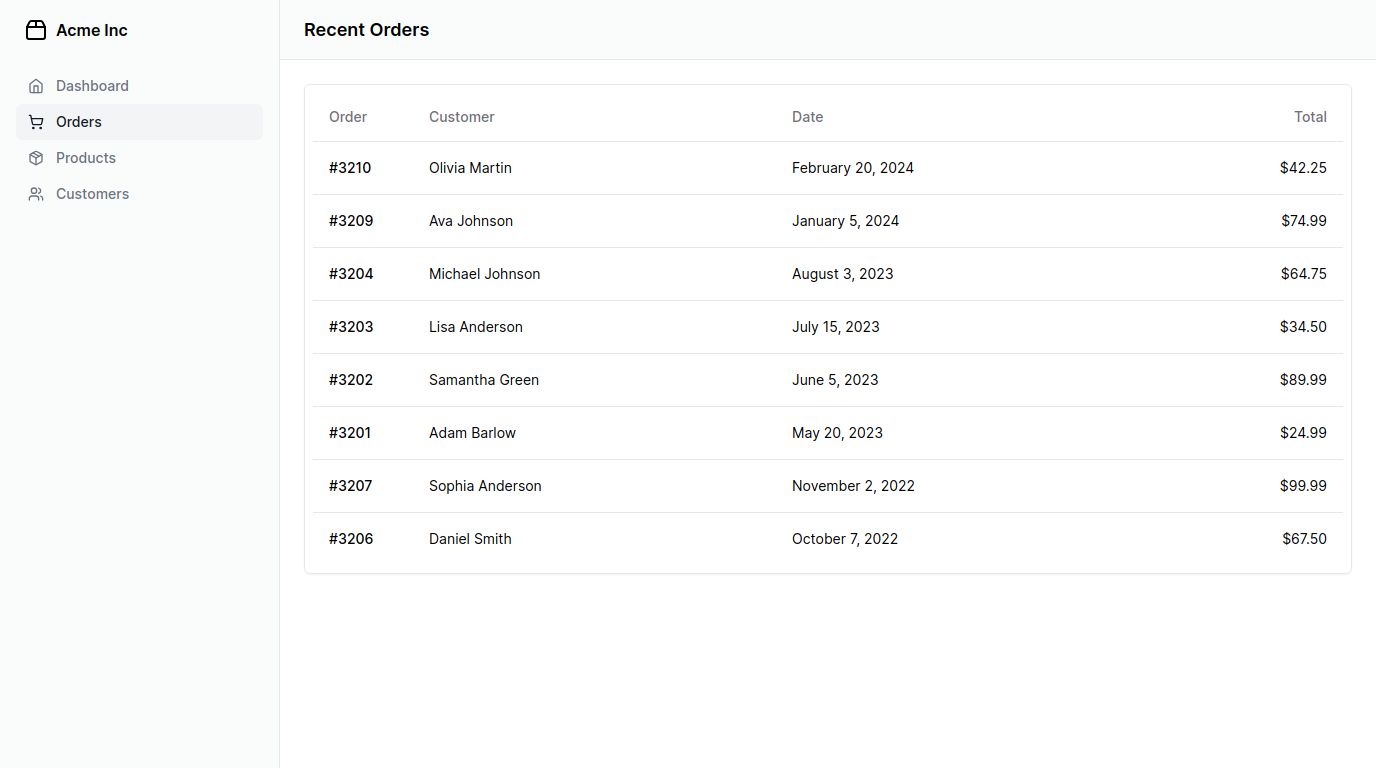 Acme Inc
Dashboard
Orders
Products
Customers
Recent Orders
Order Customer Date Total
#3210 Olivia Martin February 20, 2024 $42.25
#3209 Ava Johnson January 5, 2024 $74.99
#3204 Michael Johnson August 3, 2023 $64.75
#3203 Lisa Anderson July 15, 2023 $34.50
#3202 Samantha Green June 5, 2023 $89.99
#3201 Adam Barlow May 20, 2023 $24.99
#3207 Sophia Anderson November 2, 2022 $99.99
#3206 Daniel Smith October 7, 2022 $67.50